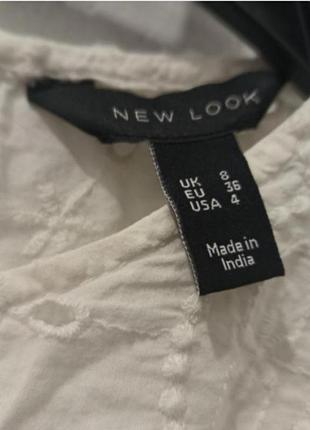 NEW LOOK
UK 8
EU 36
USA 4
Made in
India